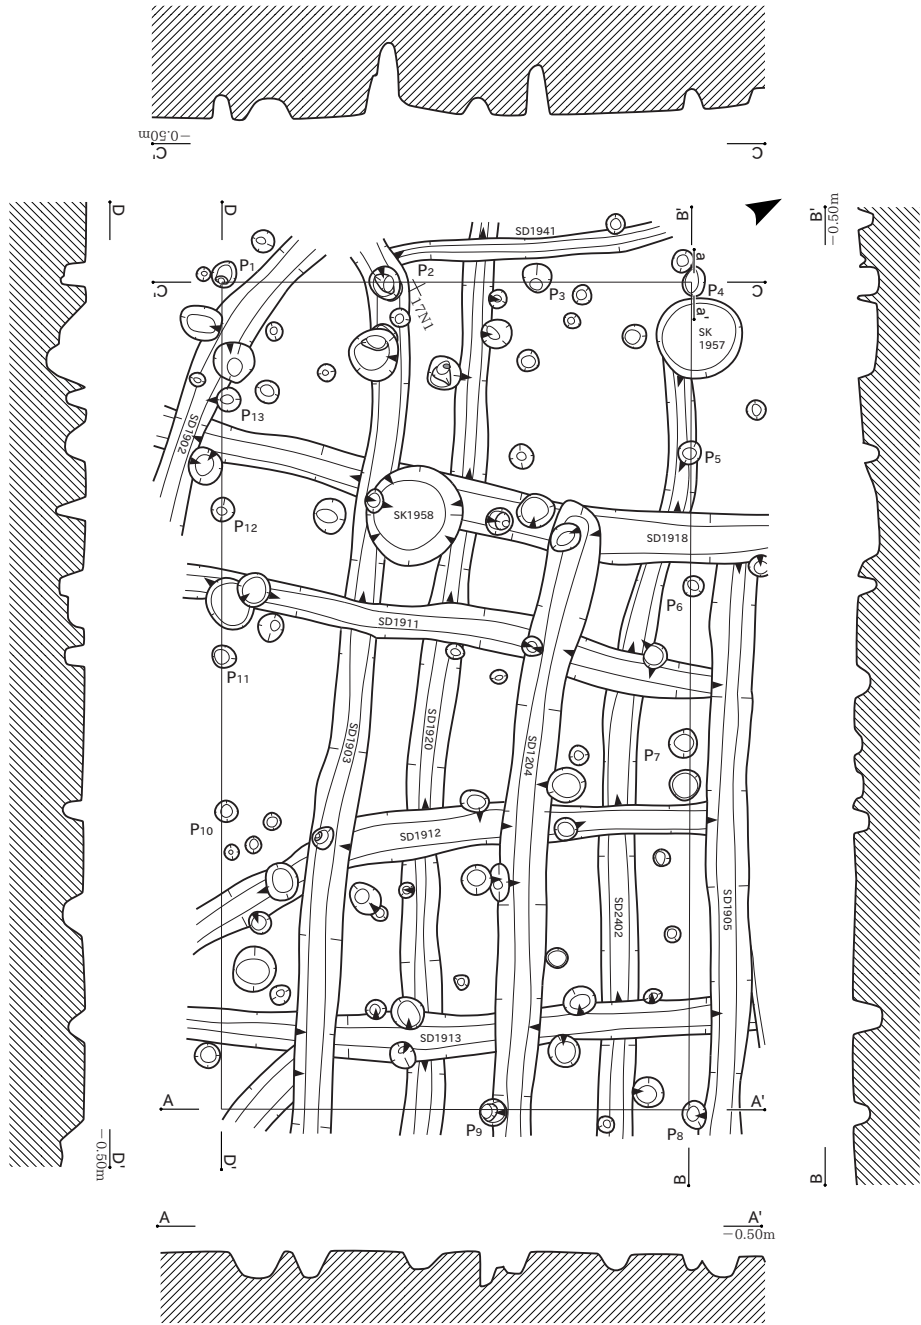 −0.50m
C'
C
D
D
B'
B'
−0.50m
SD1941
a
P1
P2
P3
P4
C'
C
17N1
a'
SK
1957
P13
SD1902
P5
P12
SK1958
SD1918
P6
SD1911
P11
SD1903
SD1920
SD1204
P7
P10
SD1912
SD2402
SD1905
SD1913
A
A'
P9
P8
−0.50m
D'
D'
B
B
A
A'
−0.50m